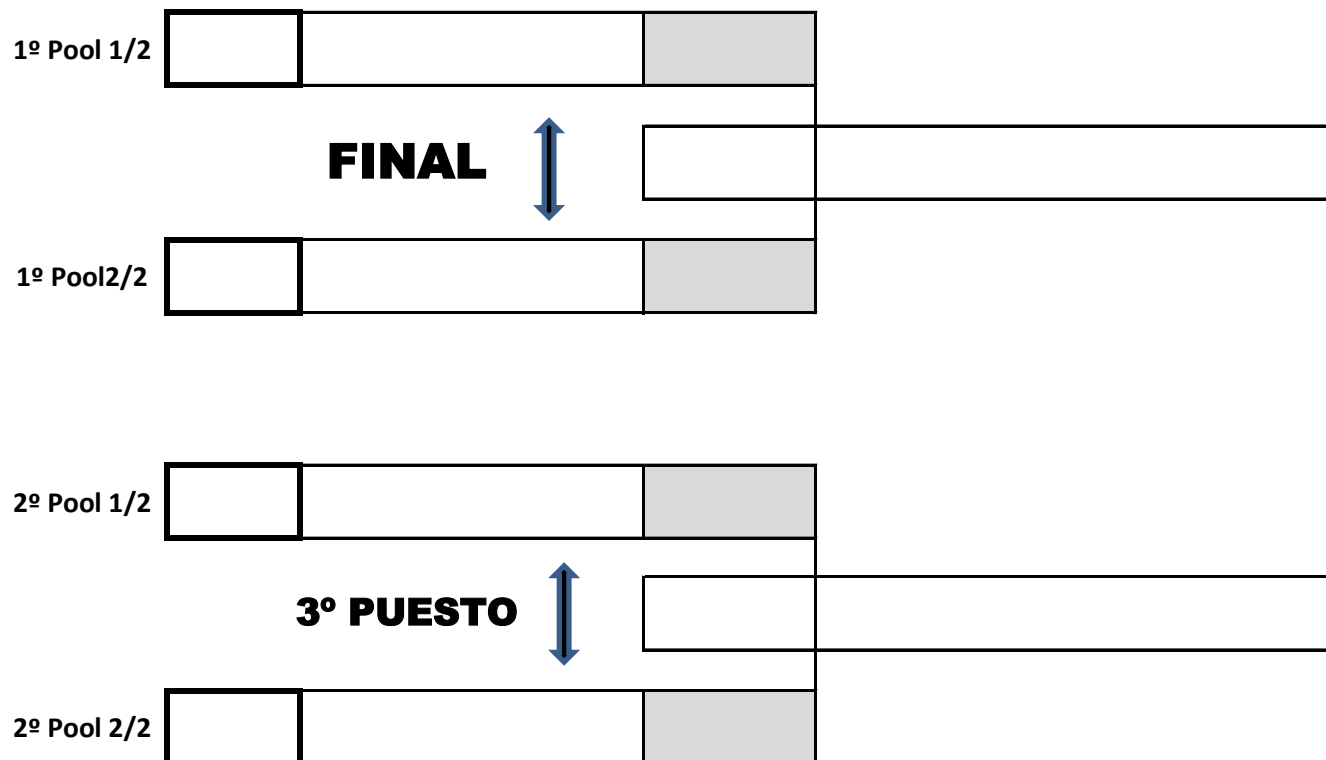 1º Pool 1/2
FINAL
1º Pool2/2
2º Pool 1/2
3º PUESTO
2º Pool 2/2